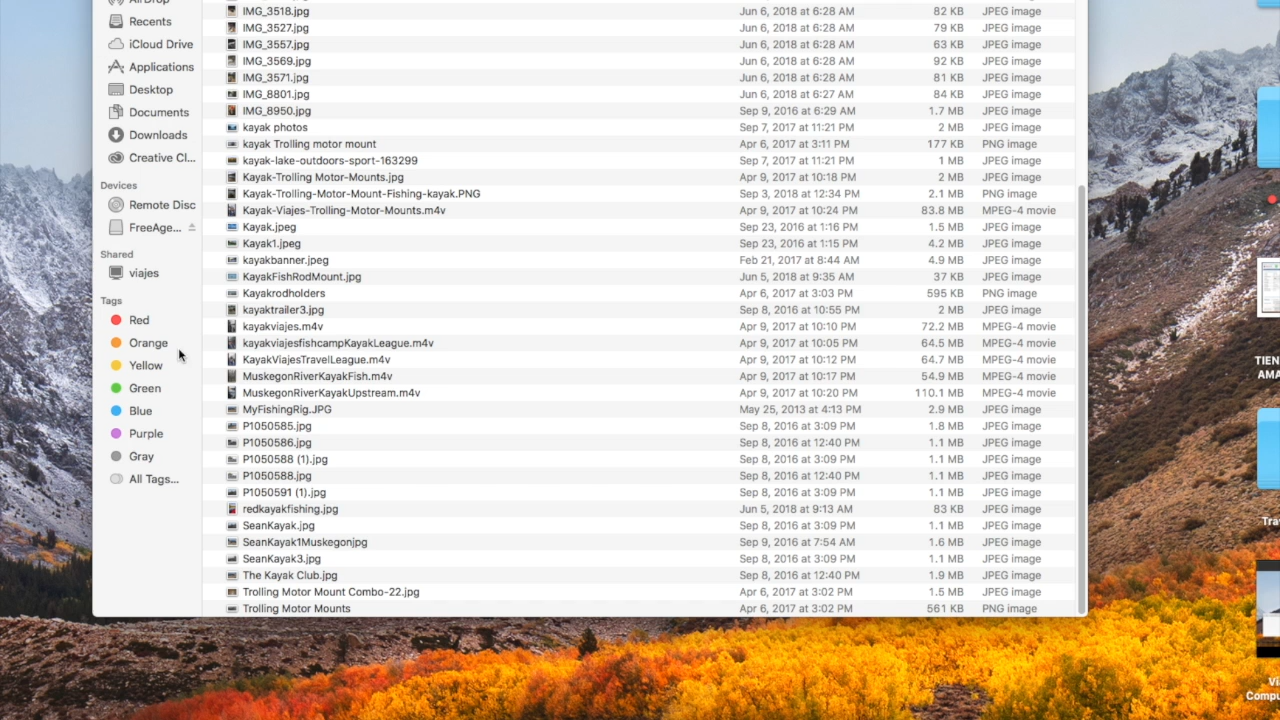 AirDrop
Recents
iCloud Drive
Applications
Desktop
Documents
Downloads
Creative Cl...
Devices
Remote Disc
FreeAge...
Shared
viajes
Tags
Red
Orange
Yellow
Green
Blue
Purple
Gray
All Tags...
IMG_3518.jpg Jun 6, 2018 at 6:28 AM 82 KB JPEG image
IMG_3527.jpg Jun 6, 2018 at 6:28 AM 79 KB JPEG image
IMG_3557.jpg Jun 6, 2018 at 6:28 AM 63 KB JPEG image
IMG_3569.jpg Jun 6, 2018 at 6:28 AM 92 KB JPEG image
IMG_3571.jpg Jun 6, 2018 at 6:28 AM 81 KB JPEG image
IMG_8801.jpg Jun 6, 2018 at 6:27 AM 84 KB JPEG image
IMG_8950.jpg Sep 9, 2016 at 6:29 AM 1.7 MB JPEG image
kayak photos Sep 7, 2017 at 11:21 PM 2 MB JPEG image
kayak Trolling motor mount Apr 6, 2017 at 3:11 PM 177 KB PNG image
kayak-lake-outdoors-sport-163299 Sep 7, 2017 at 11:21 PM 1 MB JPEG image
Kayak-Trolling Motor-Mounts.jpg Apr 9, 2017 at 10:18 PM 2 MB JPEG image
Kayak-Trolling-Motor-Mount-Fishing-kayak.PNG Sep 3, 2018 at 12:34 PM 2.1 MB PNG image
Kayak-Viajes-Trolling-Motor-Mounts.m4v Apr 9, 2017 at 10:24 PM 83.8 MB MPEG-4 movie
Kayak.jpeg Sep 23, 2016 at 1:16 PM 1.5 MB JPEG image
Kayak1.jpeg Sep 23, 2016 at 1:15 PM 4.2 MB JPEG image
kayakbanner.jpeg Feb 21, 2017 at 8:44 AM 4.9 MB JPEG image
KayakFishRodMount.jpg Jun 5, 2018 at 9:35 AM 37 KB JPEG image
Kayakrodholders Apr 6, 2017 at 3:03 PM 595 KB PNG image
kayaktrailer3.jpg Sep 8, 2016 at 10:55 PM 2 MB JPEG image
kayakviajes.m4v Apr 9, 2017 at 10:10 PM 72.2 MB MPEG-4 movie
kayakviajesfishcampKayakLeague.m4v Apr 9, 2017 at 10:05 PM 64.5 MB MPEG-4 movie
KayakViajesTravelLeague.m4v Apr 9, 2017 at 10:12 PM 64.7 MB MPEG-4 movie
MuskegonRiverKayakFish.m4v Apr 9, 2017 at 10:17 PM 54.9 MB MPEG-4 movie
MuskegonRiverKayakUpstream.m4v Apr 9, 2017 at 10:20 PM 110.1 MB MPEG-4 movie
MyFishingRig.JPG May 25, 2013 at 4:13 PM 2.9 MB JPEG image
P1050585.jpg Sep 8, 2016 at 3:09 PM 1.8 MB JPEG image
P1050586.jpg Sep 8, 2016 at 12:40 PM 1.1 MB JPEG image
P1050588 (1).jpg Sep 8, 2016 at 3:09 PM 1.1 MB JPEG image
P1050588.jpg Sep 8, 2016 at 12:40 PM 1.1 MB JPEG image
P1050591 (1).jpg Sep 8, 2016 at 3:09 PM 1.1 MB JPEG image
redkayakfishing.jpg Jun 5, 2018 at 9:13 AM 83 KB JPEG image
SeanKayak.jpg Sep 8, 2016 at 3:09 PM 1.1 MB JPEG image
SeanKayak1Muskegonjpg Sep 9, 2016 at 7:54 AM 1.6 MB JPEG image
SeanKayak3.jpg Sep 8, 2016 at 3:09 PM 1.1 MB JPEG image
The Kayak Club.jpg Sep 8, 2016 at 12:40 PM 1.9 MB JPEG image
Trolling Motor Mount Combo-22.jpg Apr 6, 2017 at 3:02 PM 1.5 MB JPEG image
Trolling Motor Mounts Apr 6, 2017 at 3:02 PM 561 KB PNG image
TIEN
AMA
Tra
Vi
Compu